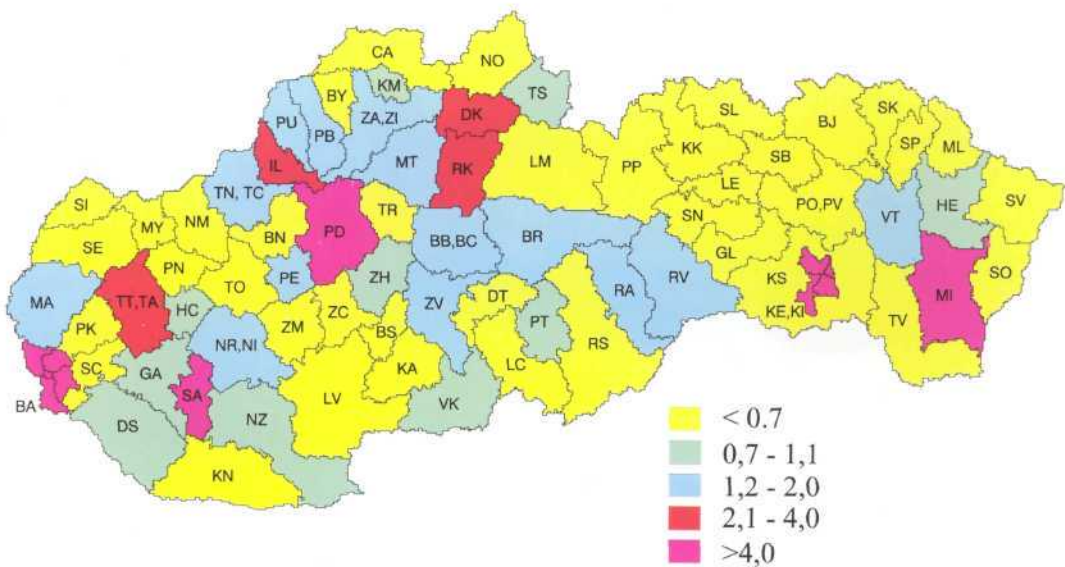 CA
NO
KM
BY
TS
PU
PB
ZA,ZI
DK
SL
SK
BJ
SP
ML
IL
MT
RK
LM
PP
KK
SB
TN, TC
LE
PO,PV
VT
HE
SV
SI
MY
NM
BN
PD
TR
SN
SE
BB,BC
BR
GL
PN
TO
PE
ZH
KS
SO
MA
TT,TA
HC
ZV
DT
RA
RV
MI
PK
NR,NI
ZM
ZC
BS
PT
KE,KI
TV
SC
GA
SA
KA
LC
RS
BA
DS
NZ
LV
VK
KN
< 0.7
0,7 - 1,1
1,2 - 2,0
2,1 - 4,0
>4,0